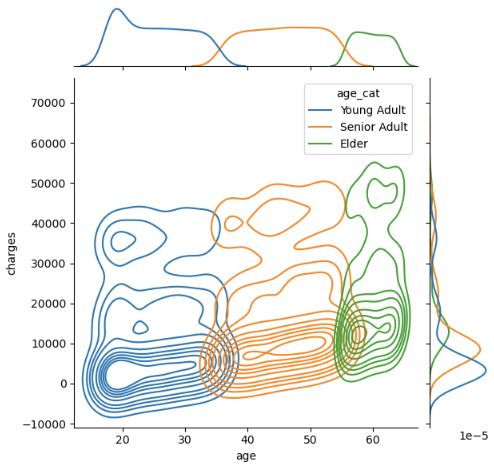 age_cat
Young Adult
Senior Adult
Elder
70000
60000
50000
40000
30000
20000
10000
0
−10000
charges
20 30 40 50 60
age
1e−5